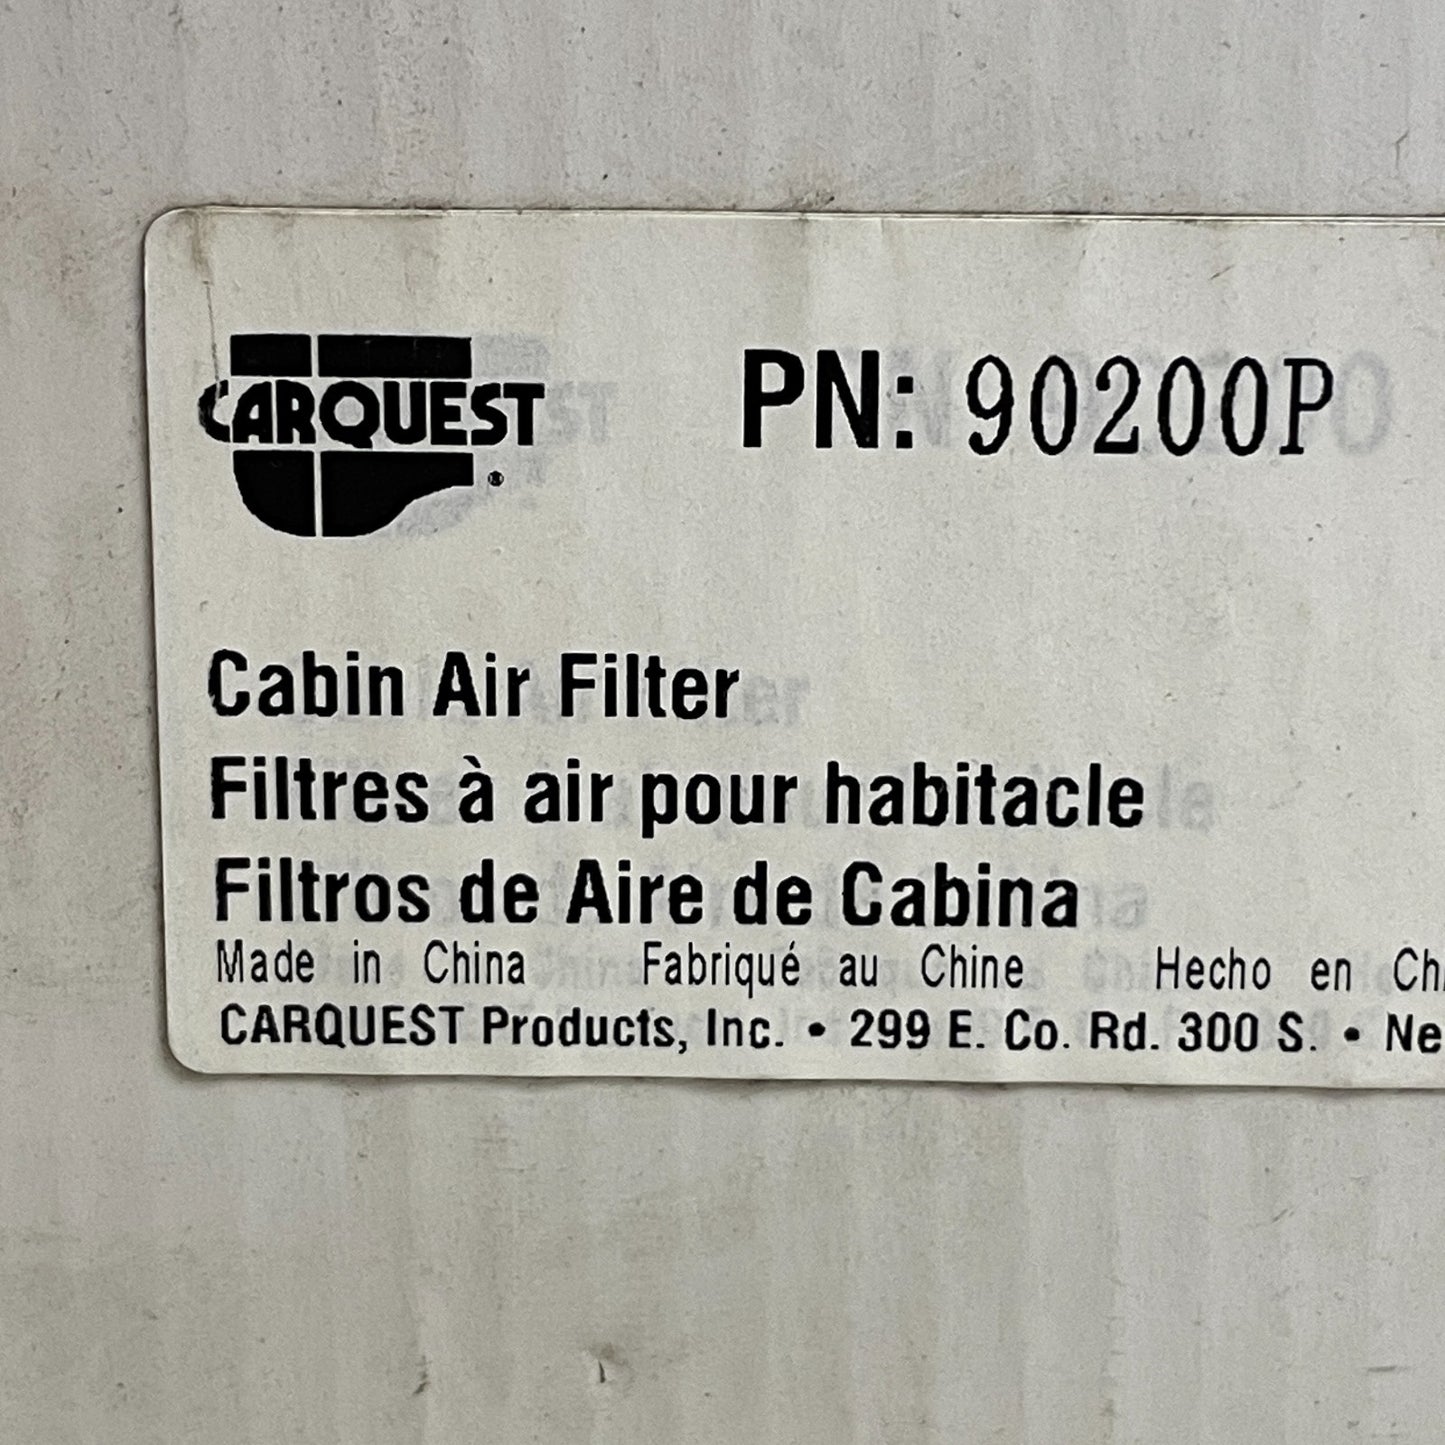 CARQUEST
®
PN: 90200P
Cabin Air Filter
Filtres à air pour habitacle
Filtros de Aire de Cabina
Made in China Fabriqué au Chine Hecho en
CARQUEST Products, Inc. • 299 E. Co. Rd. 300 S. •